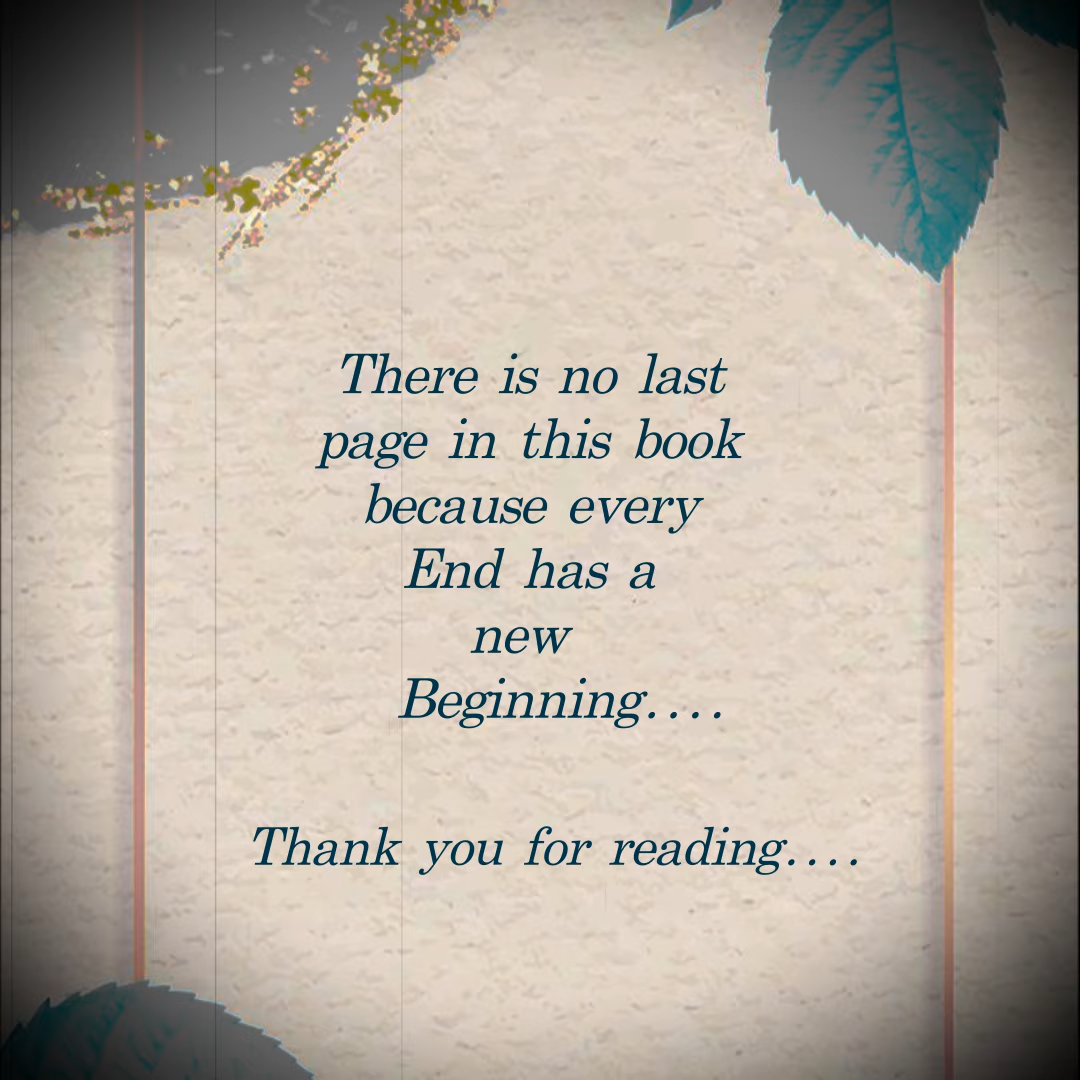 There is no last
page in this book
because every
End has a
new
Beginning....
Thank you for reading....